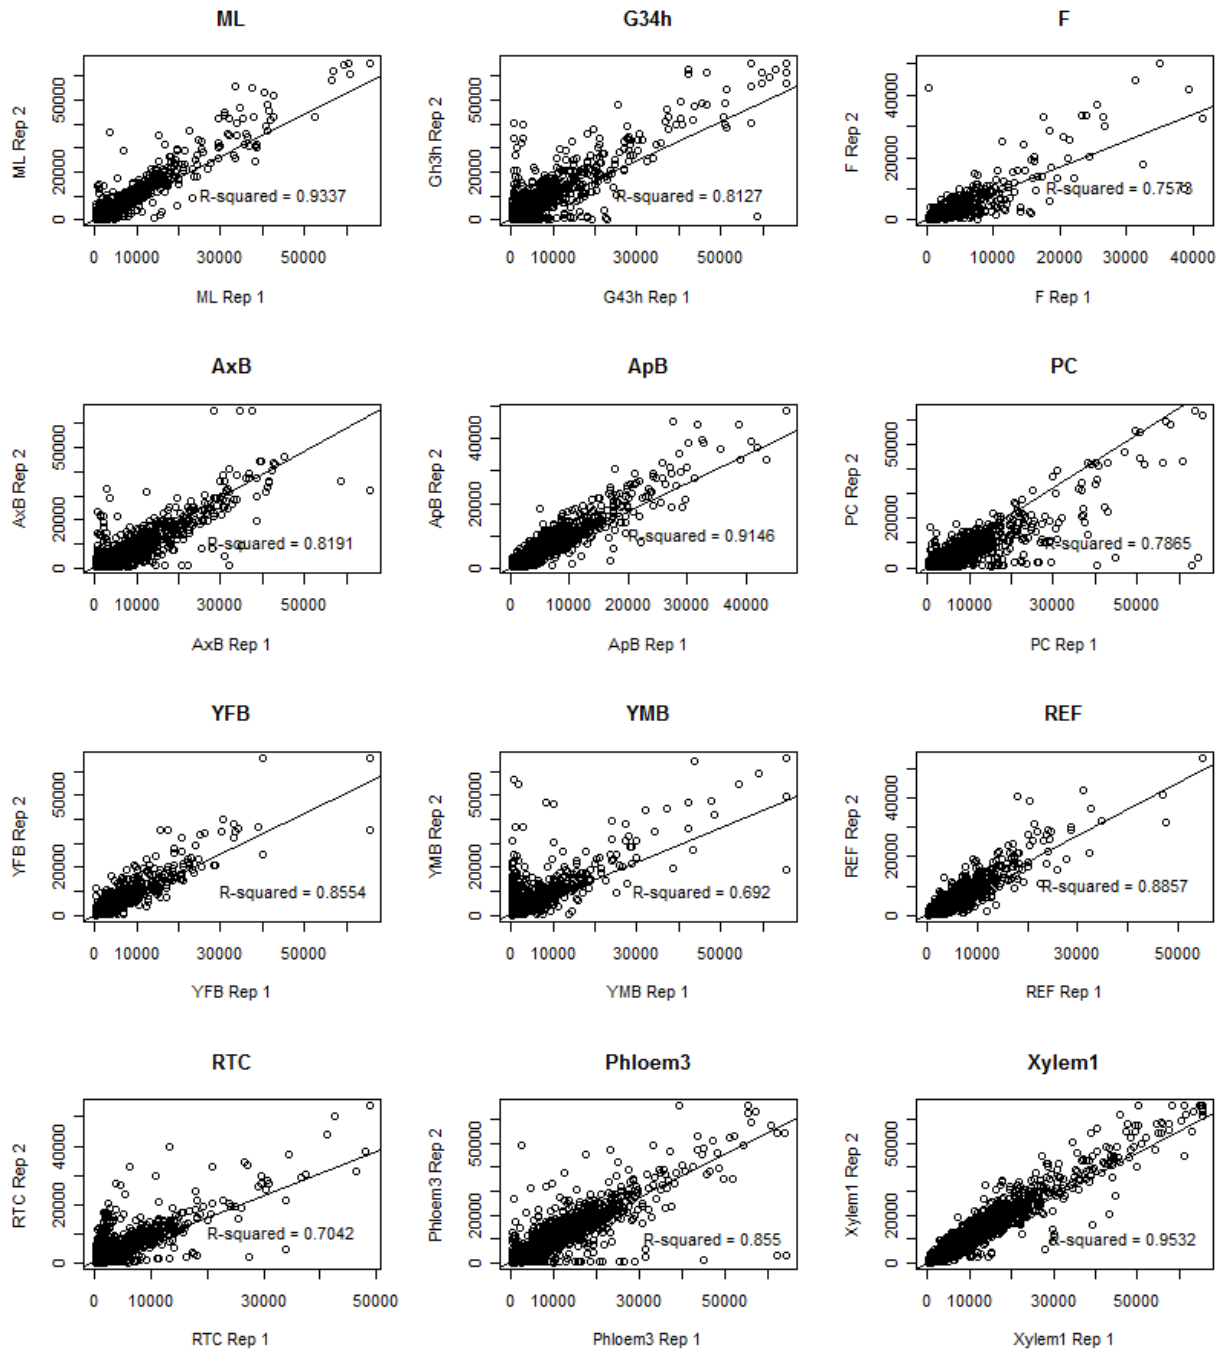 ML
G34h
F
ML Rep 2
0 20000 50000
R-squared = 0.9337
0 10000 30000 50000
ML Rep 1
Gh3h Rep 2
0 20000 50000
R-squared = 0.8127
0 10000 30000 50000
G43h Rep 1
F Rep 2
0 20000 40000
R-squared = 0.7573
0 10000 20000 30000 40000
F Rep 1
AxB
ApB
PC
AxB Rep 2
0 20000 50000
R-squared = 0.8191
0 10000 30000 50000
AxB Rep 1
ApB Rep 2
0 20000 40000
R-squared = 0.9146
0 10000 20000 30000 40000
ApB Rep 1
PC Rep 2
0 20000 50000
R-squared = 0.7865
0 10000 30000 50000
PC Rep 1
YFB
YMB
REF
YFB Rep 2
0 20000 50000
R-squared = 0.8554
0 10000 30000 50000
YFB Rep 1
YMB Rep 2
0 20000 50000
R-squared = 0.692
0 10000 30000 50000
YMB Rep 1
REF Rep 2
0 20000 40000
R-squared = 0.8857
0 10000 30000 50000
REF Rep 1
RTC
Phloem3
Xylem1
RTC Rep 2
0 20000 40000
R-squared = 0.7042
0 10000 30000 50000
RTC Rep 1
Phloem3 Rep 2
0 20000 50000
R-squared = 0.855
0 10000 30000 50000
Phloem3 Rep 1
Xylem1 Rep 2
0 20000 50000
R-squared = 0.9532
0 10000 30000 50000
Xylem1 Rep 1